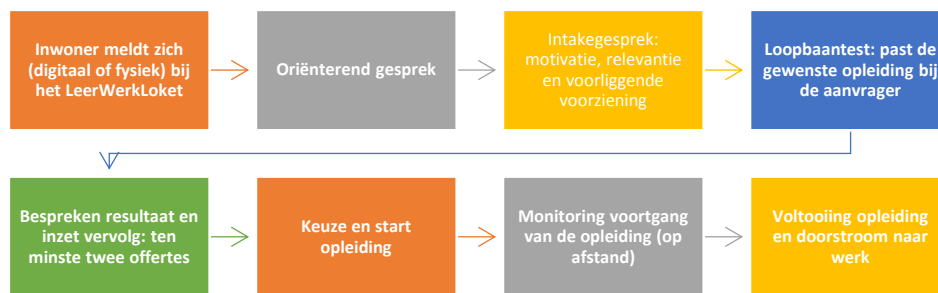 Inwoner meldt zich
(digitaal of fysiek) bij
het LeerWerkLoket
Oriënterend gesprek
Intakegesprek:
motivatie, relevantie
en voorliggende
voorziening
Loopbaantest: past de
gewenste opleiding bij
de aanvrager
Bespreken resultaat en
inzet vervolg: ten
minste twee offertes
Keuze en start
opleiding
Monitoring voortgang
van de opleiding (op
afstand)
Voltooiing opleiding
en doorstroom naar
werk